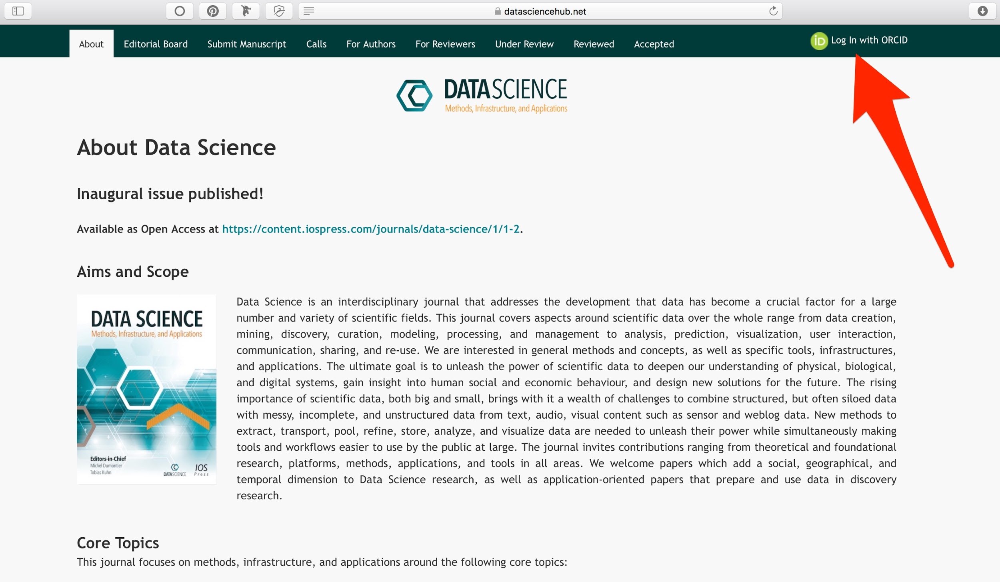 datasciencehub.net
About Editorial Board Submit Manuscript Calls For Authors For Reviewers Under Review Reviewed Accepted iD Log In with ORCID
DATASCIENCE
Methods, Infrastructure, and Applications
About Data Science
Inaugural issue published!
Available as Open Access at https://content.iospress.com/journals/data-science/1/1-2.
Aims and Scope
DATA SCIENCE
Methods, Infrastructure, and Applications
Editors-in-Chief
Michel Dumontier
Tobias Kuhn
DATASCIENCE
IOS
Press
Data Science is an interdisciplinary journal that addresses the development that data has become a crucial factor for a large
number and variety of scientific fields. This journal covers aspects around scientific data over the whole range from data creation,
mining, discovery, curation, modeling, processing, and management to analysis, prediction, visualization, user interaction,
communication, sharing, and re-use. We are interested in general methods and concepts, as well as specific tools, infrastructures,
and applications. The ultimate goal is to unleash the power of scientific data to deepen our understanding of physical, biological,
and digital systems, gain insight into human social and economic behaviour, and design new solutions for the future. The rising
importance of scientific data, both big and small, brings with it a wealth of challenges to combine structured, but often siloed data
with messy, incomplete, and unstructured data from text, audio, visual content such as sensor and weblog data. New methods to
extract, transport, pool, refine, store, analyze, and visualize data are needed to unleash their power while simultaneously making
tools and workflows easier to use by the public at large. The journal invites contributions ranging from theoretical and foundational
research, platforms, methods, applications, and tools in all areas. We welcome papers which add a social, geographical, and
temporal dimension to Data Science research, as well as application-oriented papers that prepare and use data in discovery
research.
Core Topics
This journal focuses on methods, infrastructure, and applications around the following core topics: